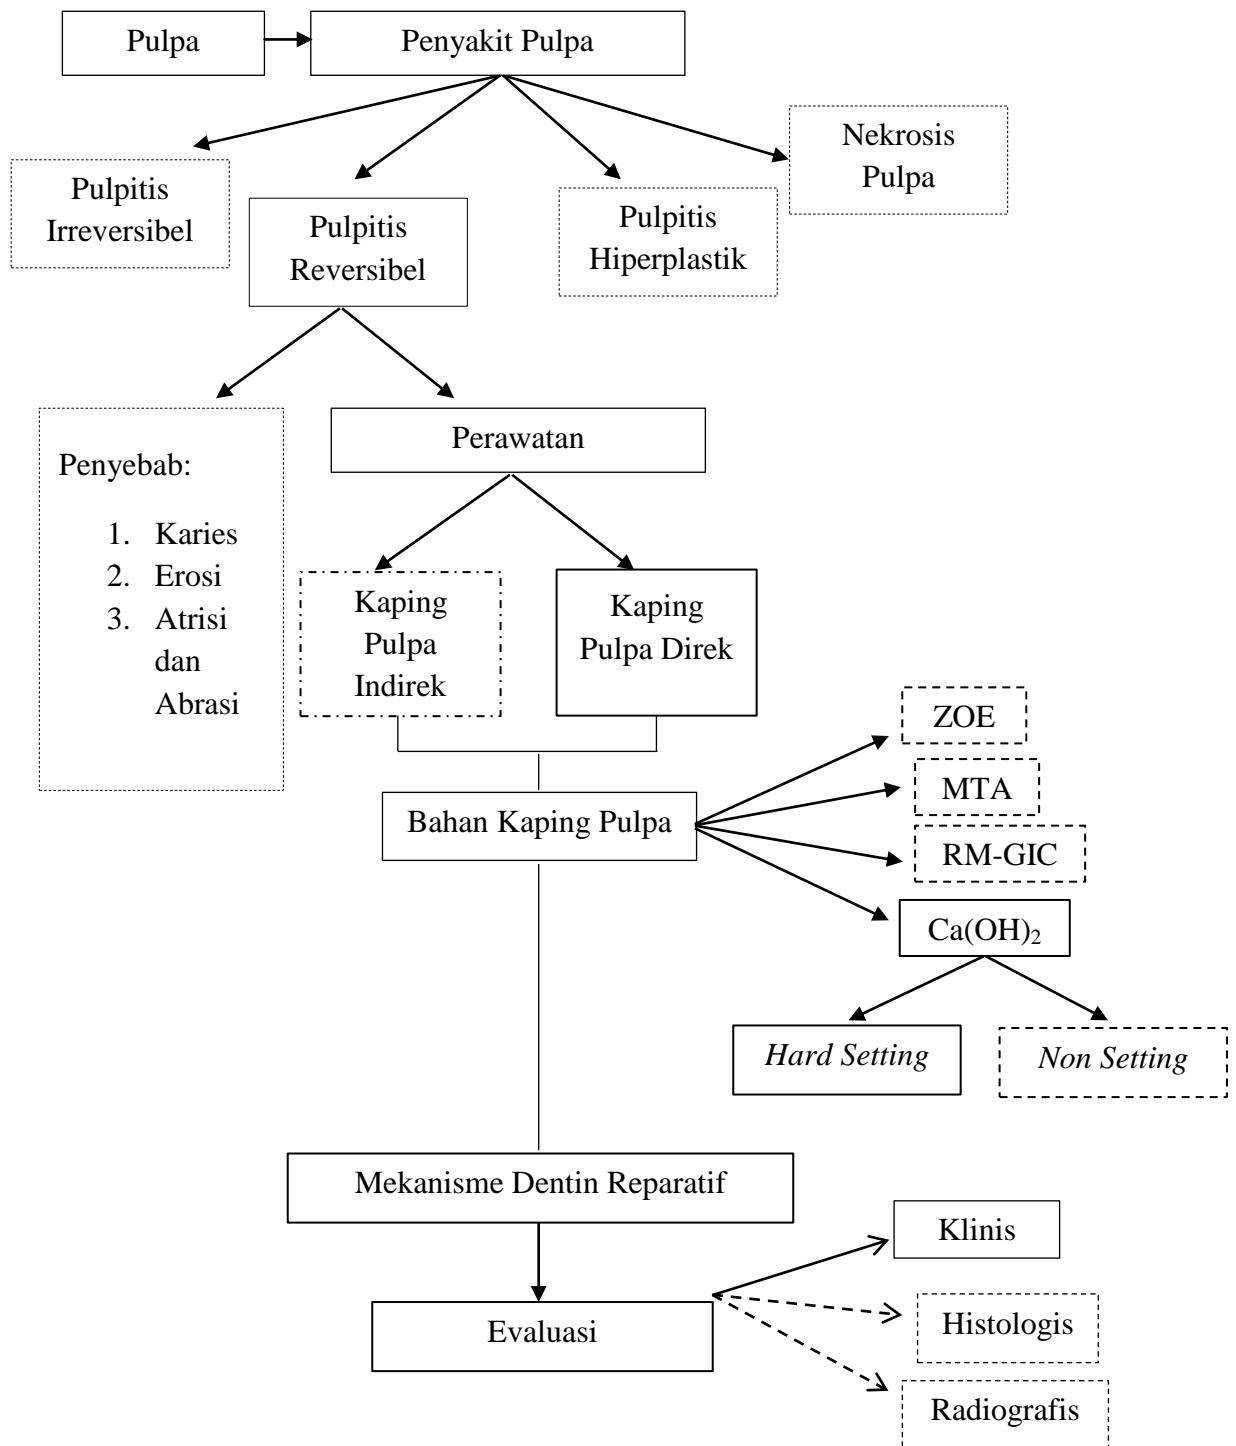 Pulpa
Penyakit Pulpa
Nekrosis
Pulpa
Pulpitis
Irreversibel
Pulpitis
Reversibel
Pulpitis
Hiperplastik
Penyebab:
1. Karies
2. Erosi
3. Atrisi
dan
Abrasi
Perawatan
Kaping
Pulpa
Indirek
Kaping
Pulpa Direk
Bahan Kaping Pulpa
ZOE
MTA
RM-GIC
Ca(OH)₂
Hard Setting
Non Setting
Mekanisme Dentin Reparatif
Evaluasi
Klinis
Histologis
Radiografis